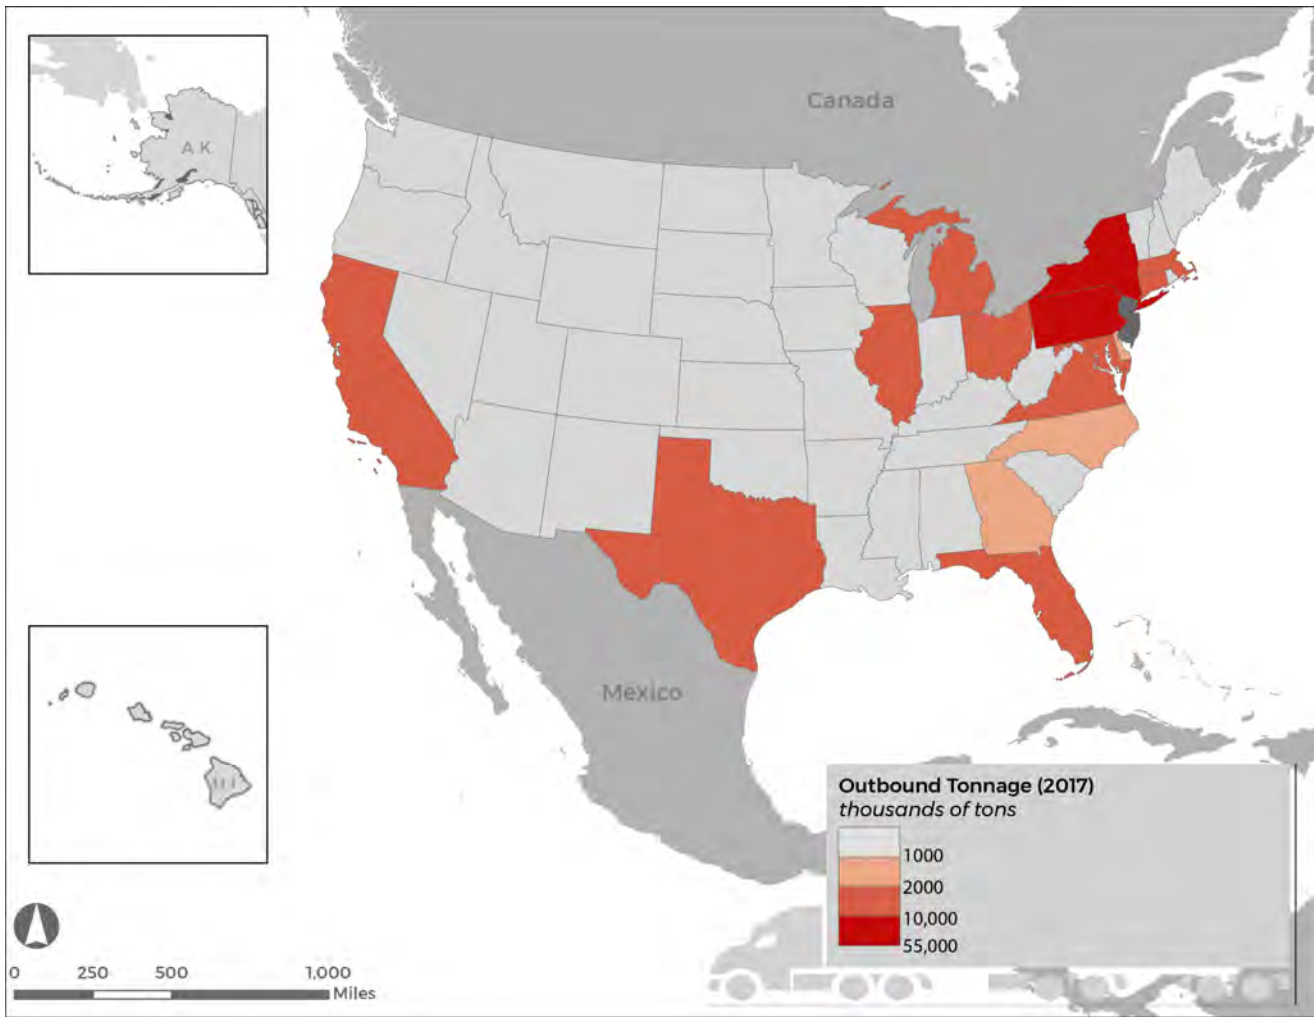 Canada
A K
Mexico
H I
Outbound Tonnage (2017)
thousands of tons
1000
2000
10,000
55,000
0 250 500 1,000
Miles